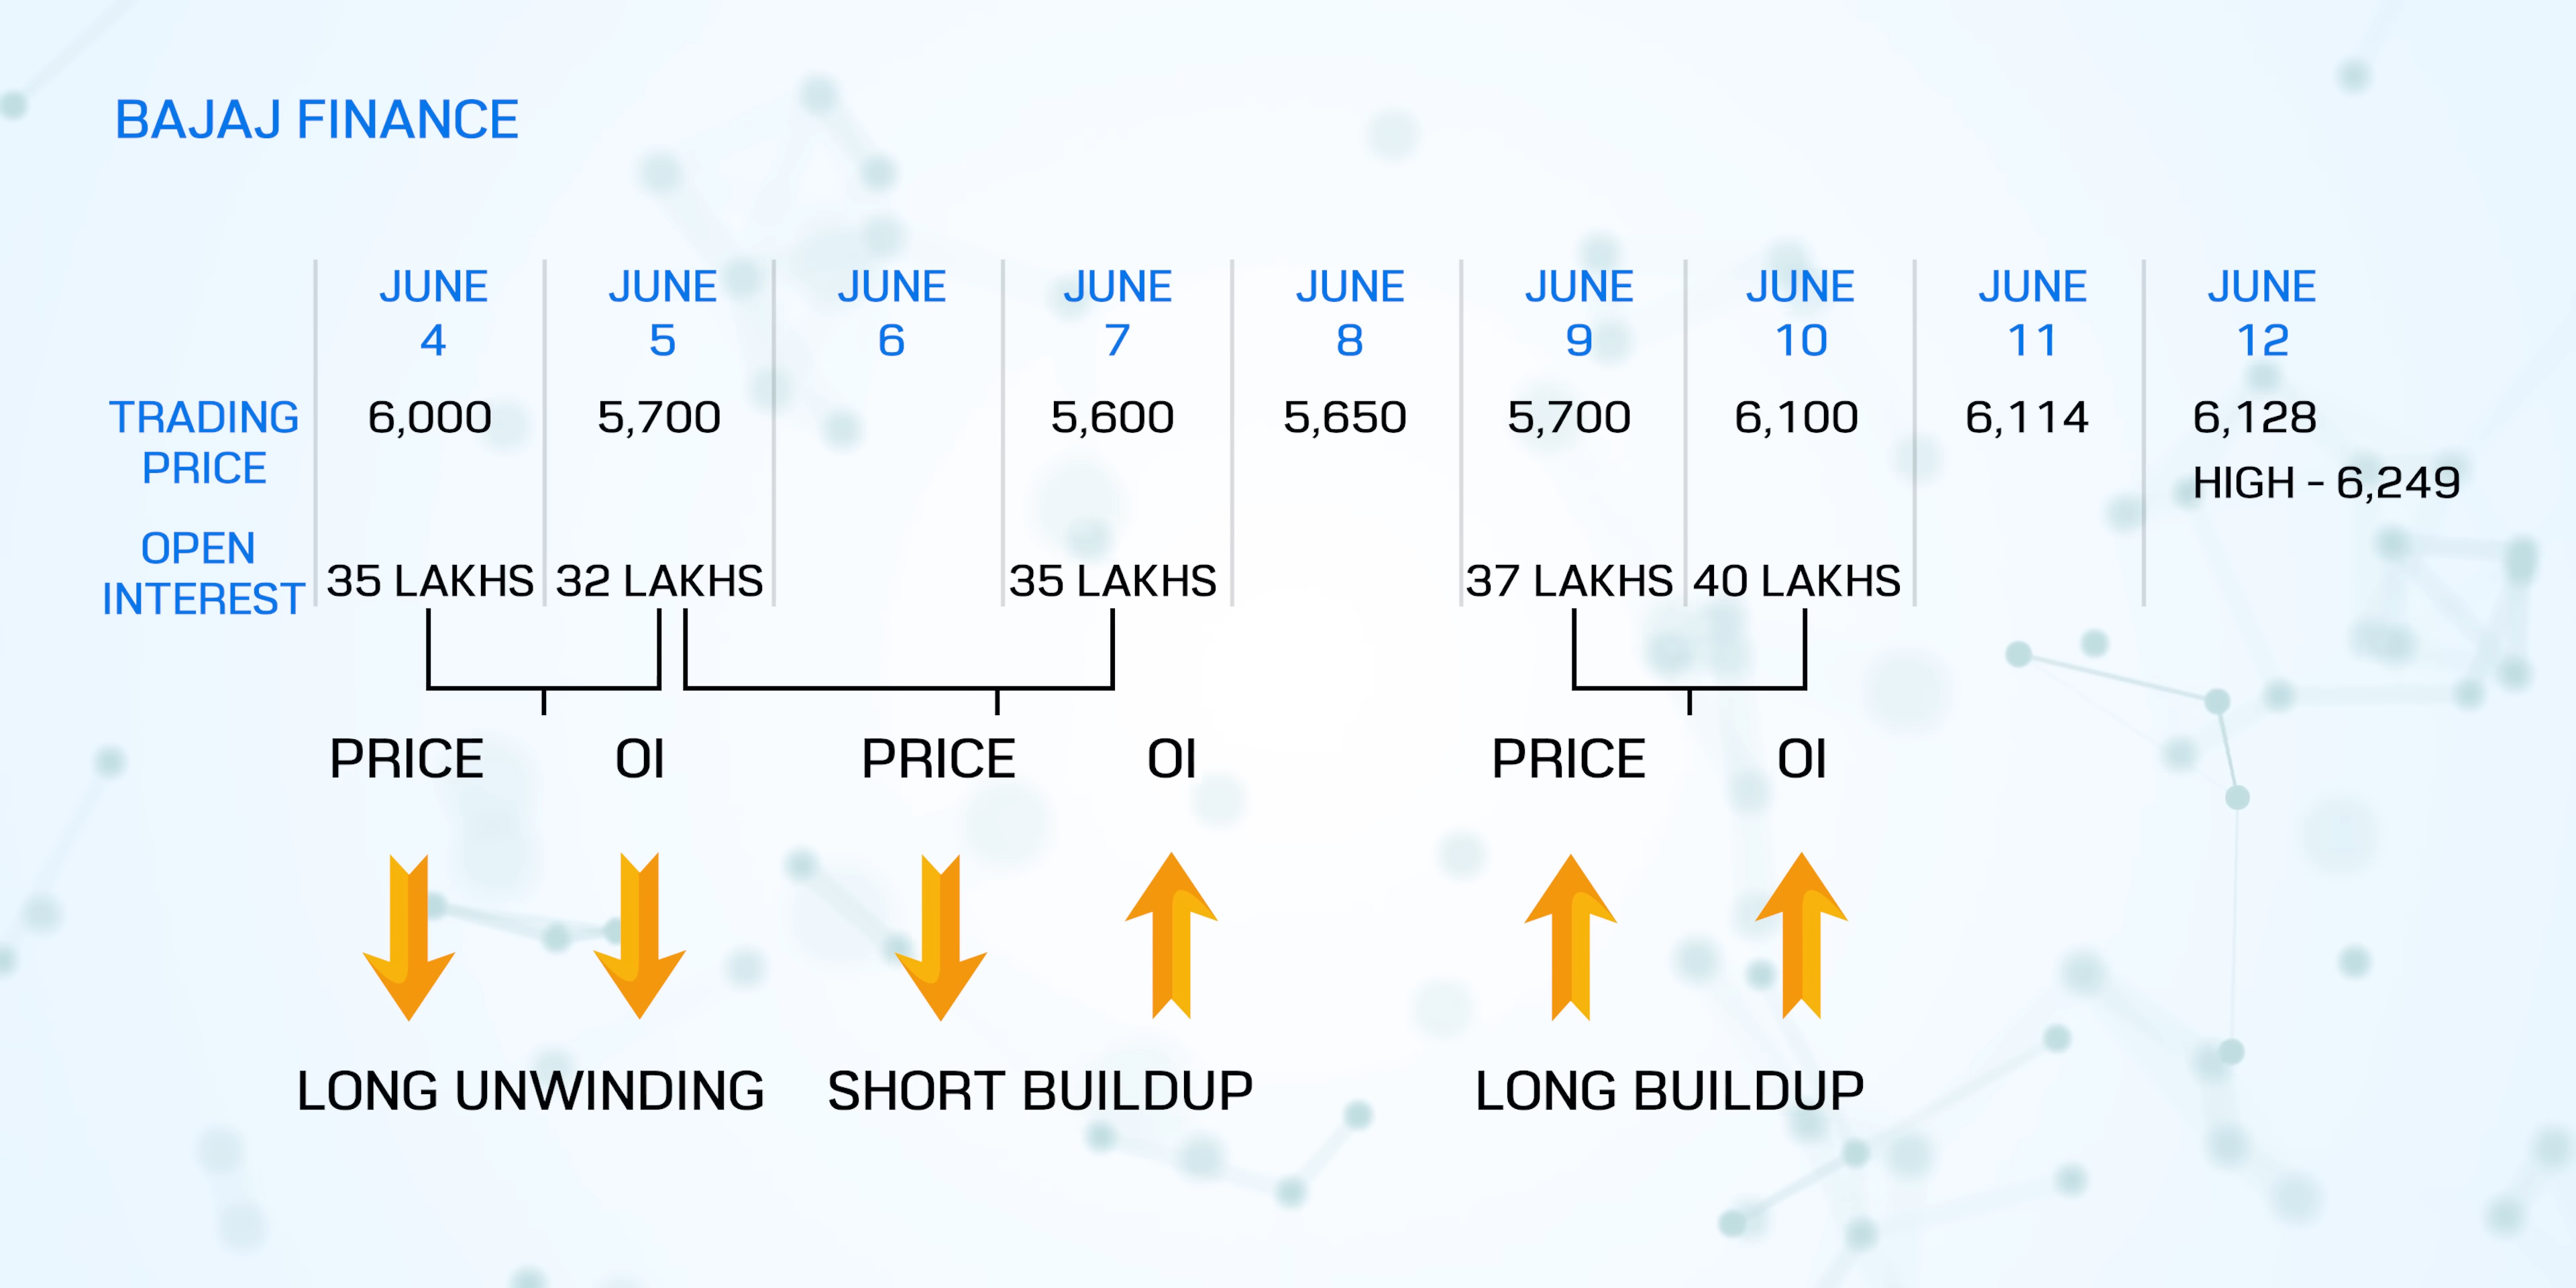 BAJAJ FINANCE
JUNE JUNE JUNE JUNE JUNE JUNE JUNE JUNE JUNE
4 5 6 7 8 9 10 11 12
TRADING 6,000 5,700 5,600 5,650 5,700 6,100 6,114 6,128
PRICE HIGH - 6,249
OPEN
INTEREST 35 LAKHS 32 LAKHS 35 LAKHS 37 LAKHS 40 LAKHS
PRICE OI PRICE OI PRICE OI
LONG UNWINDING SHORT BUILDUP LONG BUILDUP